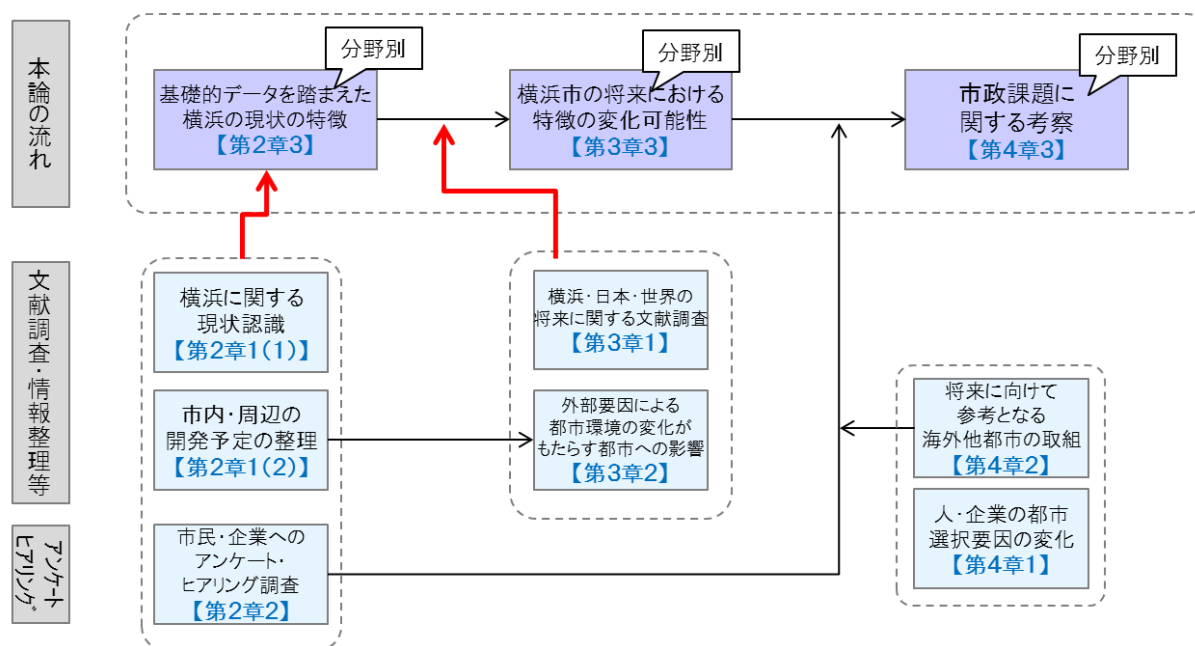 本論の流れ
分野別
基礎的データを踏まえた
横浜の現状の特徴
【第2章3】
分野別
横浜市の将来における
特徴の変化可能性
【第3章3】
分野別
市政課題に
関する考察
【第4章3】
文献調査・情報整理等
横浜に関する
現状認識
【第2章1(1)】
市内・周辺の
開発予定の整理
【第2章1(2)】
横浜・日本・世界の
将来に関する文献調査
【第3章1】
外部要因による
都市環境の変化が
もたらす都市への影響
【第3章2】
将来に向けて
参考となる
海外他都市の取組
【第4章2】
人・企業の都市
選択要因の変化
【第4章1】
アンケート
ヒアリング
市民・企業への
アンケート・
ヒアリング調査
【第2章2】